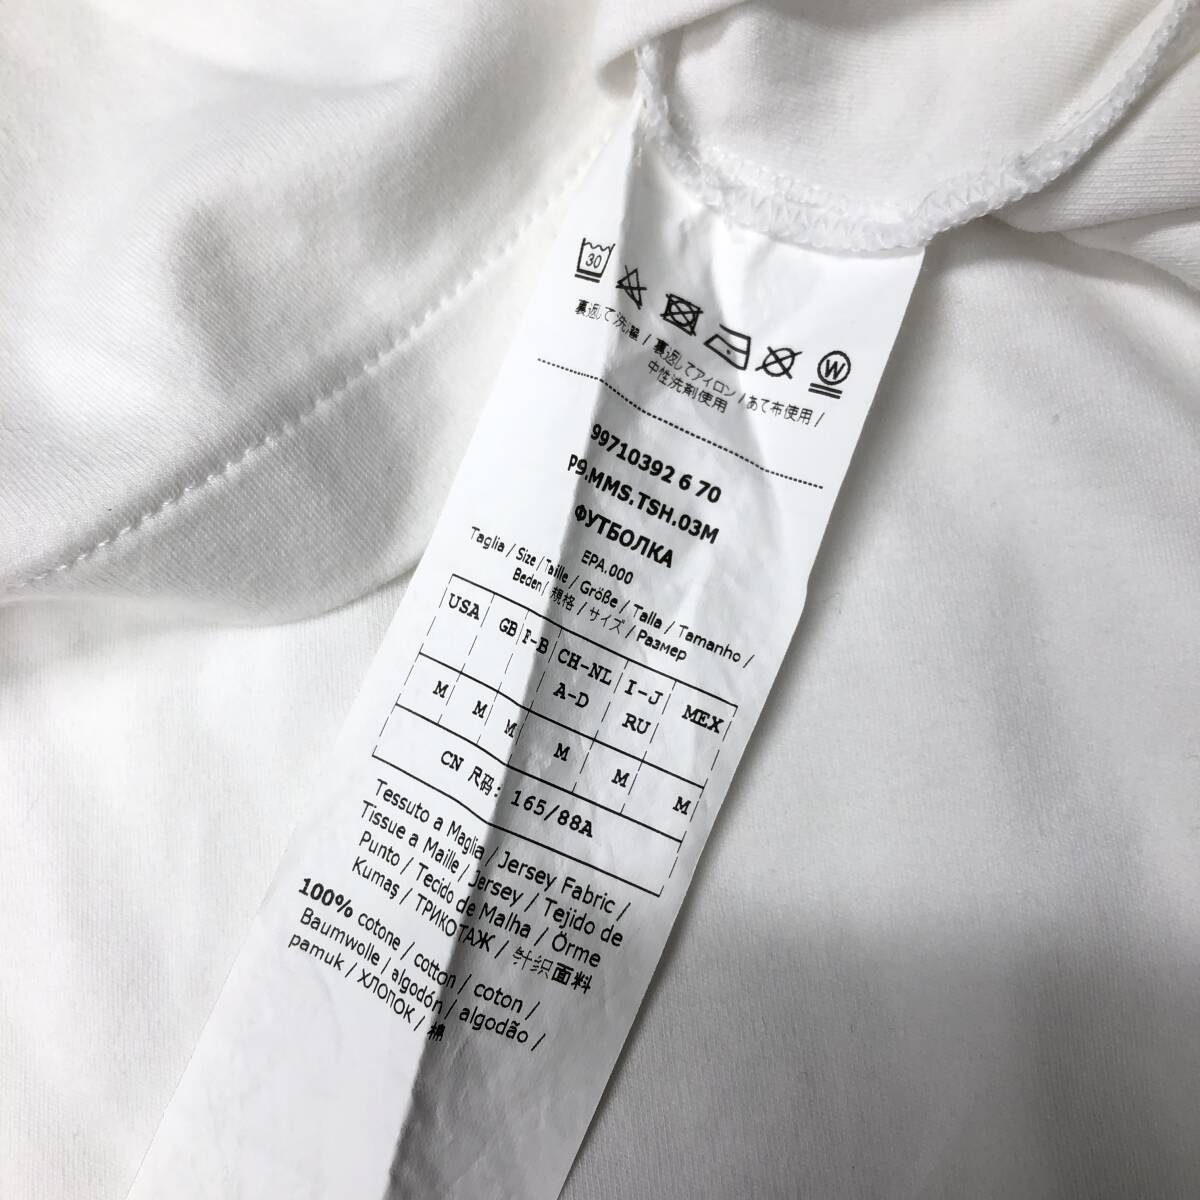 30
W
裏返して洗濯 / 裏返してアイロン / あて布使用 /
中性洗剤使用
99710392 6 70
P9.MMS.TSH.03M
ФУТБОЛКА
EPA.000
Taglia / Size / Taille / Größe / Talla / Tamanho /
Beden / 規格 / サイズ / Размер
USA GB F-B CH-NL I-J MEX
A-D RU
M M M M M M
CN 尺码: 165/88A
Tessuto a Maglia / Jersey Fabric /
Tissue a Maille / Jersey / Tejido de
Punto / Tecido de Malha / Örme
Kumaş / ТРИКОТАЖ / 针织面料
100% cotone / cotton / coton /
Baumwolle / algodón / algodão /
pamuk / ХЛОПОК / 棉